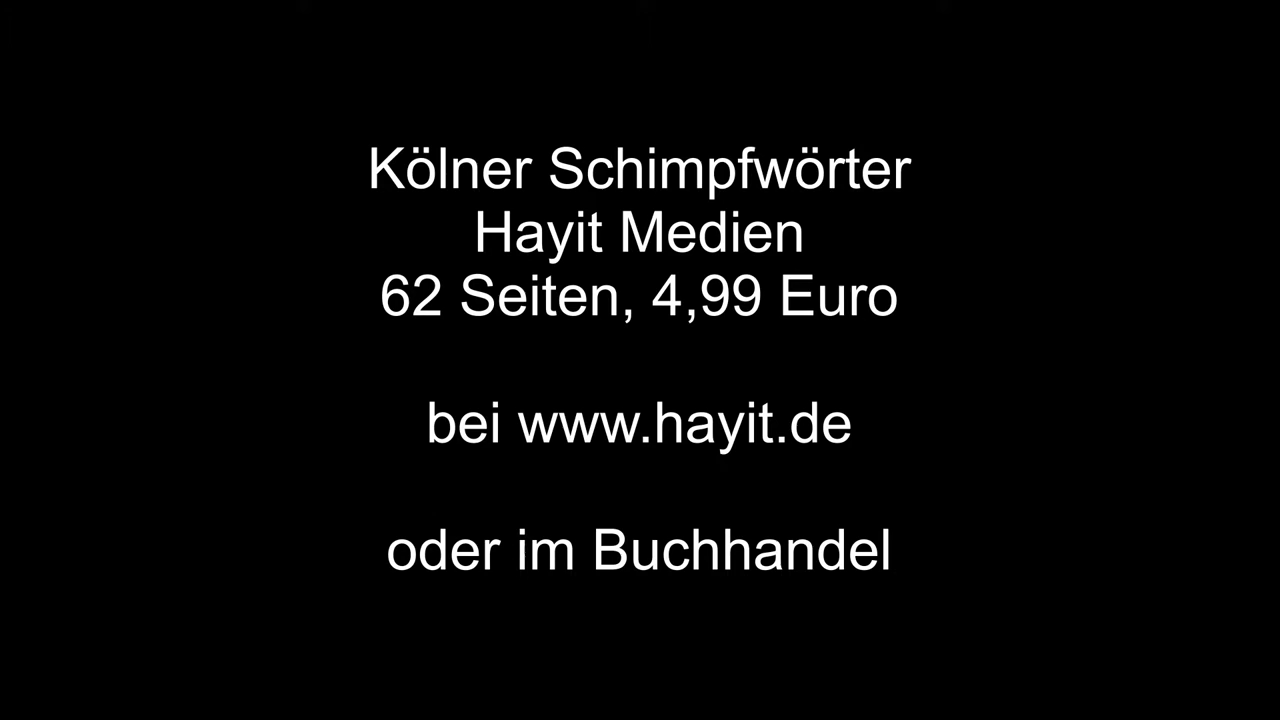 Kölner Schimpfwörter
Hayit Medien
62 Seiten, 4,99 Euro
bei www.hayit.de
oder im Buchhandel